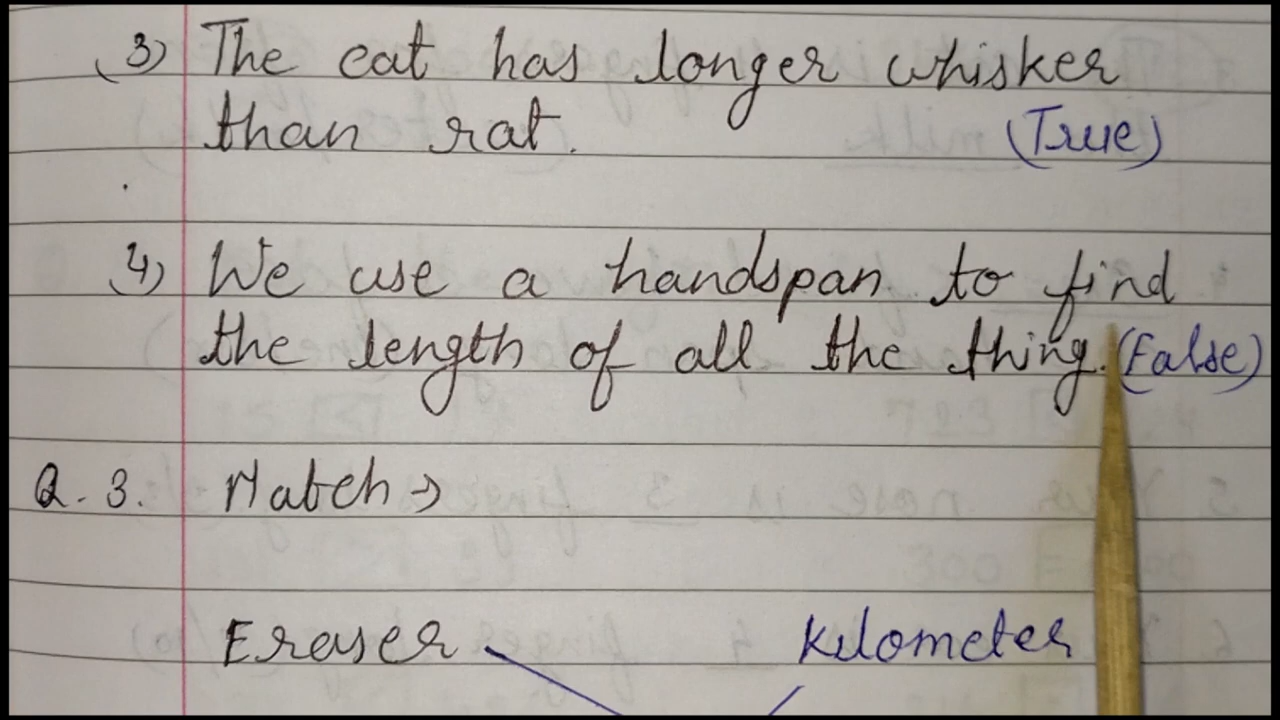 (3) The cat has longer whisker
than rat. (True)
4) We use a handspan to find
the length of all the thing. (False)
Q. 3. Match →
Eraser Kilometer